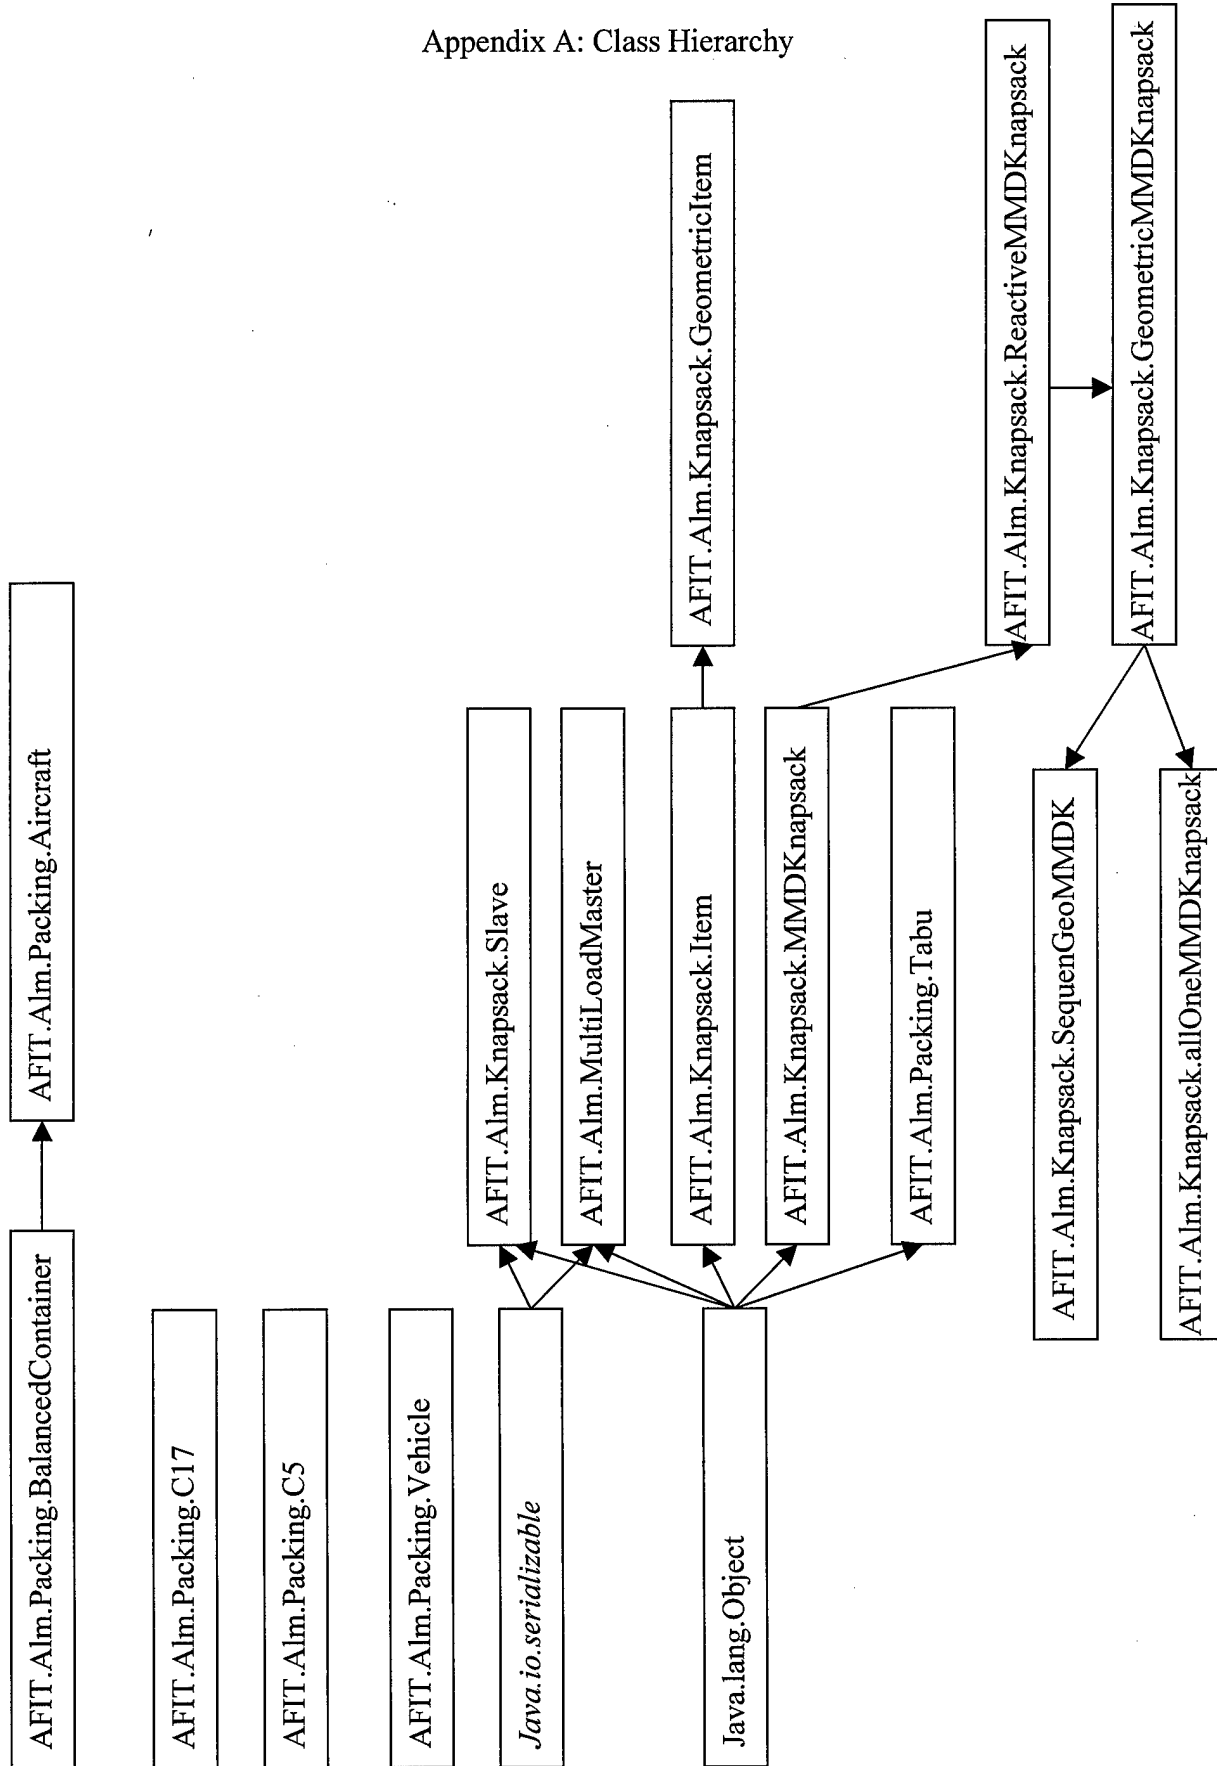 Appendix A: Class Hierarchy
AFIT.Alm.Packing.BalancedContainer
AFIT.Alm.Packing.Aircraft
AFIT.Alm.Packing.C17
AFIT.Alm.Packing.C5
AFIT.Alm.Packing.Vehicle
Java.io.serializable
AFIT.Alm.Knapsack.Slave
AFIT.Alm.MultiLoadMaster
Java.lang.Object
AFIT.Alm.Knapsack.Item
AFIT.Alm.Knapsack.GeometricItem
AFIT.Alm.Knapsack.MMDKnapsack
AFIT.Alm.Packing.Tabu
AFIT.Alm.Knapsack.ReactiveMMDKnapsack
AFIT.Alm.Knapsack.SequenGeoMMDK
AFIT.Alm.Knapsack.GeometricMMDKnapsack
AFIT.Alm.Knapsack.allOneMMDKnapsack